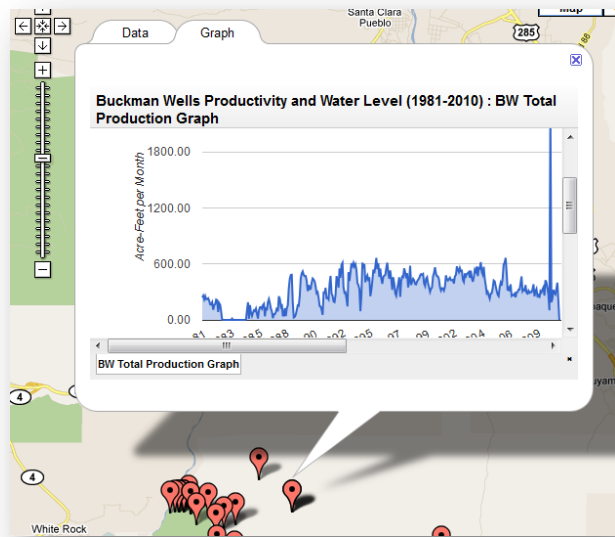 Santa Clara
Pueblo
Map
285
Data
Graph
Buckman Wells Productivity and Water Level (1981-2010) : BW Total
Production Graph
Acre-Feet per Month
1800.00
1200.00
600.00
0.00
BW Total Production Graph
4
4
White Rock